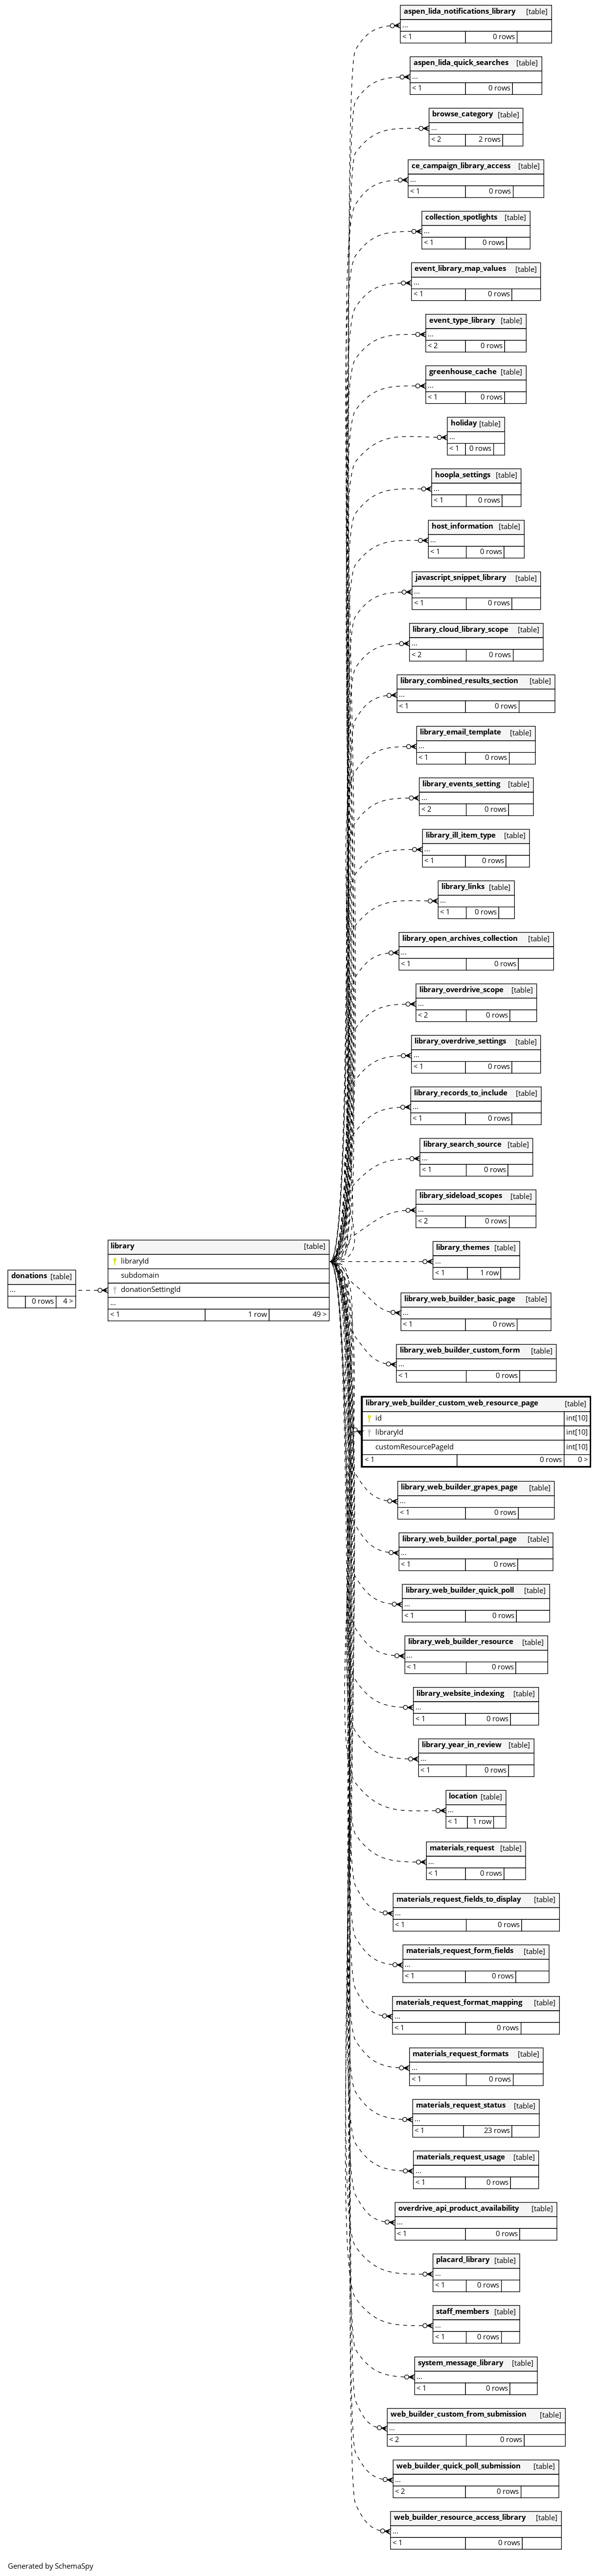 aspen_lida_notifications_library [table]
...
< 1 0 rows
aspen_lida_quick_searches [table]
...
< 1 0 rows
browse_category [table]
...
< 2 2 rows
ce_campaign_library_access [table]
...
< 1 0 rows
collection_spotlights [table]
...
< 1 0 rows
event_library_map_values [table]
...
< 1 0 rows
event_type_library [table]
...
< 2 0 rows
greenhouse_cache [table]
...
< 1 0 rows
holiday [table]
...
< 1 0 rows
hoopla_settings [table]
...
< 1 0 rows
host_information [table]
...
< 1 0 rows
javascript_snippet_library [table]
...
< 1 0 rows
library_cloud_library_scope [table]
...
< 2 0 rows
library_combined_results_section [table]
...
< 1 0 rows
library_email_template [table]
...
< 1 0 rows
library_events_setting [table]
...
< 2 0 rows
library_ill_item_type [table]
...
< 1 0 rows
library_links [table]
...
< 1 0 rows
library_open_archives_collection [table]
...
< 1 0 rows
library_overdrive_scope [table]
...
< 2 0 rows
library_overdrive_settings [table]
...
< 1 0 rows
library_records_to_include [table]
...
< 1 0 rows
library_search_source [table]
...
< 1 0 rows
library_sideload_scopes [table]
...
< 2 0 rows
donations [table]
...
0 rows 4 >
library [table]
libraryId
subdomain
donationSettingId
...
< 1 1 row 49 >
library_themes [table]
...
< 1 1 row
library_web_builder_basic_page [table]
...
< 1 0 rows
library_web_builder_custom_form [table]
...
< 1 0 rows
library_web_builder_custom_web_resource_page [table]
id int[10]
libraryId int[10]
customResourcePageId int[10]
< 1 0 rows 0 >
library_web_builder_grapes_page [table]
...
< 1 0 rows
library_web_builder_portal_page [table]
...
< 1 0 rows
library_web_builder_quick_poll [table]
...
< 1 0 rows
library_web_builder_resource [table]
...
< 1 0 rows
library_website_indexing [table]
...
< 1 0 rows
library_year_in_review [table]
...
< 1 0 rows
location [table]
...
< 1 1 row
materials_request [table]
...
< 1 0 rows
materials_request_fields_to_display [table]
...
< 1 0 rows
materials_request_form_fields [table]
...
< 1 0 rows
materials_request_format_mapping [table]
...
< 1 0 rows
materials_request_formats [table]
...
< 1 0 rows
materials_request_status [table]
...
< 1 23 rows
materials_request_usage [table]
...
< 1 0 rows
overdrive_api_product_availability [table]
...
< 1 0 rows
placard_library [table]
...
< 1 0 rows
staff_members [table]
...
< 1 0 rows
system_message_library [table]
...
< 1 0 rows
web_builder_custom_from_submission [table]
...
< 2 0 rows
web_builder_quick_poll_submission [table]
...
< 2 0 rows
web_builder_resource_access_library [table]
...
< 1 0 rows
Generated by SchemaSpy